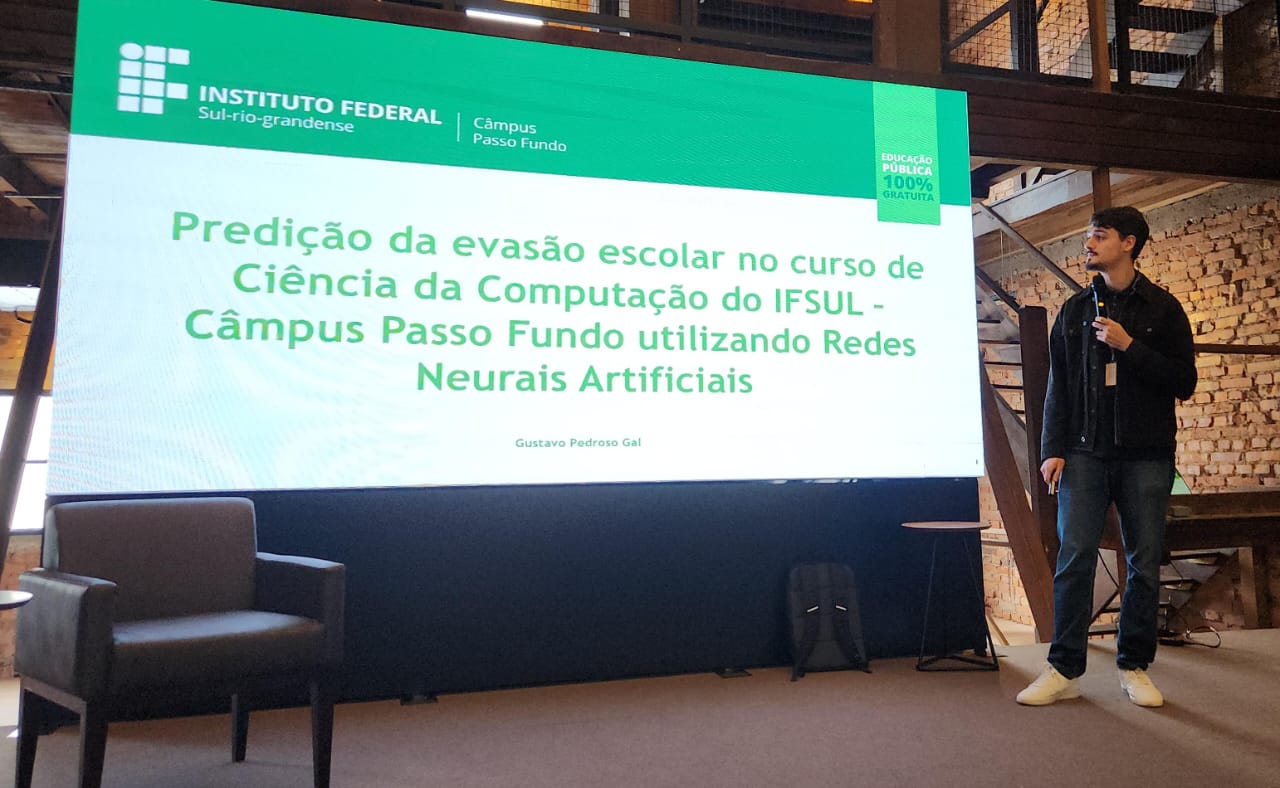 INSTITUTO FEDERAL
Sul-rio-grandense
Câmpus
Passo Fundo
EDUCAÇÃO
PÚBLICA
100%
GRATUITA
Predição da evasão escolar no curso de
Ciência da Computação do IFSUL –
Câmpus Passo Fundo utilizando Redes
Neurais Artificiais
Gustavo Pedroso Gal